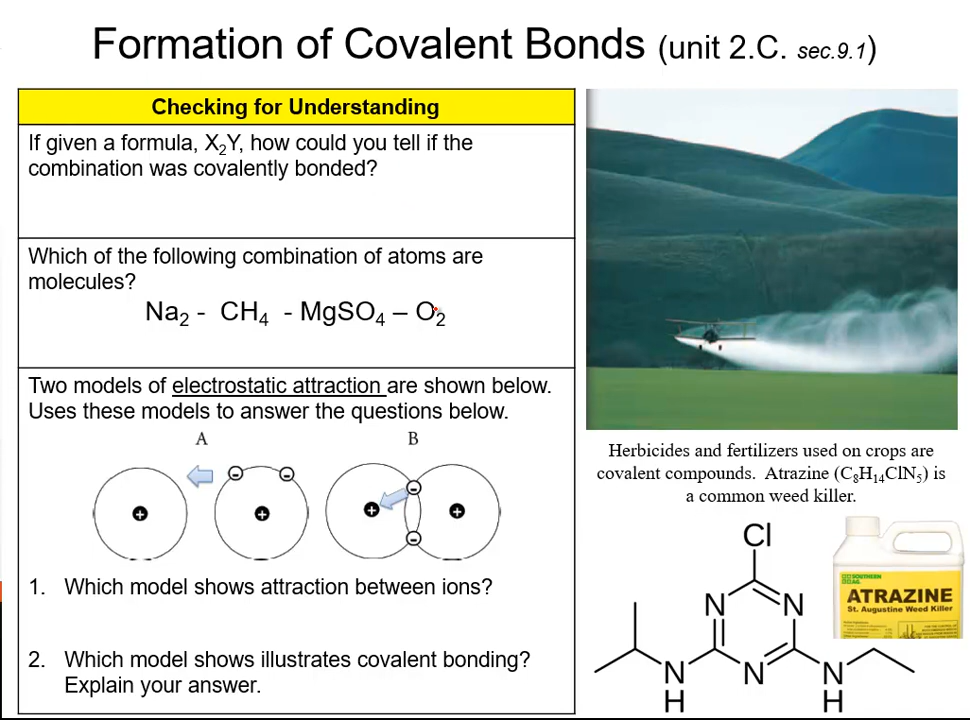 Formation of Covalent Bonds (unit 2.C. sec.9.1)
Checking for Understanding
If given a formula, X₂Y, how could you tell if the
combination was covalently bonded?
Which of the following combination of atoms are
molecules?
Na₂ - CH₄ - MgSO₄ – O₂
Two models of electrostatic attraction are shown below.
Uses these models to answer the questions below.
A
B
1. Which model shows attraction between ions?
2. Which model shows illustrates covalent bonding?
Explain your answer.
Herbicides and fertilizers used on crops are
covalent compounds. Atrazine (C₈H₁₄ClN₅) is
a common weed killer.
Cl
N N
N N N
H H
SOUTHERN
AG
ATRAZINE
St. Augustine Weed Killer